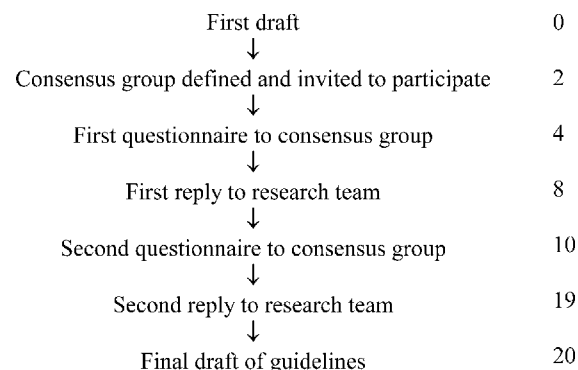 First draft 0
↓
Consensus group defined and invited to participate 2
↓
First questionnaire to consensus group 4
↓
First reply to research team 8
↓
Second questionnaire to consensus group 10
↓
Second reply to research team 19
↓
Final draft of guidelines 20